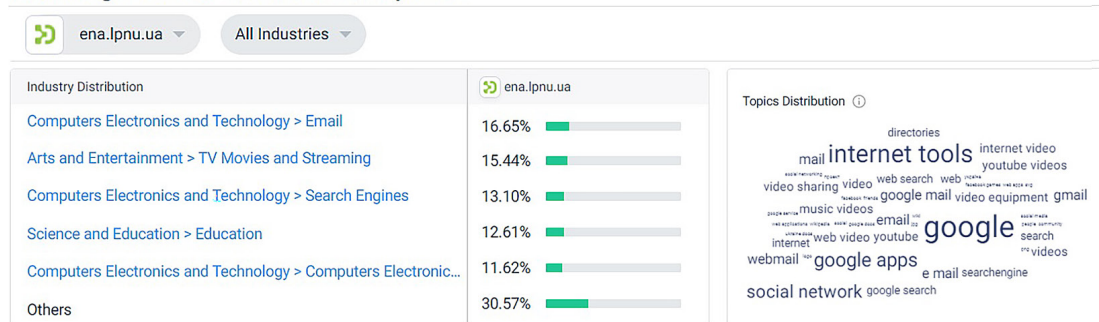 ena.lpnu.ua
All Industries
Industry Distribution
ena.lpnu.ua
Computers Electronics and Technology > Email
16.65%
Arts and Entertainment > TV Movies and Streaming
15.44%
Computers Electronics and Technology > Search Engines
13.10%
Science and Education > Education
12.61%
Computers Electronics and Technology > Computers Electronic...
11.62%
Others
30.57%
Topics Distribution
directories
mail internet tools internet video
youtube videos
video sharing video web search web
google mail video equipment gmail
music videos
email
internet web video youtube google search
videos
webmail google apps
e mail searchengine
social network google search